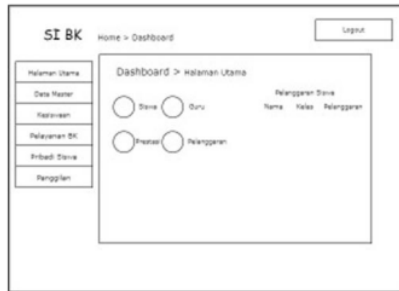 SI BK
Home > Dashboard
Logout
Halaman Utama
Data Master
Kesiswaan
Pelayanan BK
Pribadi Siswa
Panggilan
Dashboard > Halaman Utama
Siswa
Guru
Prestasi
Pelanggaran
Pelanggaran Siswa
Nama Kelas Pelanggaran